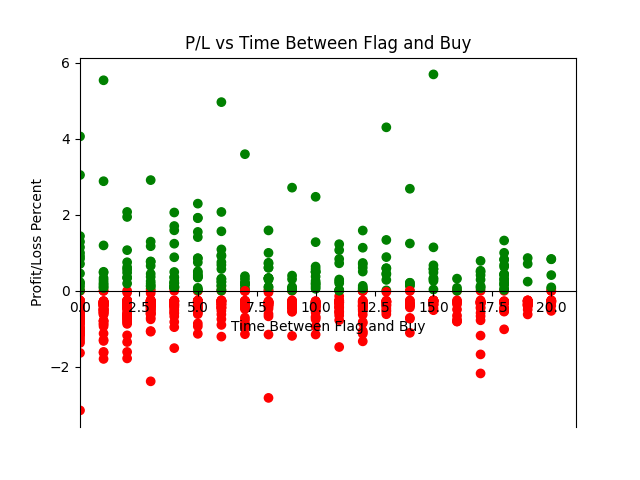 P/L vs Time Between Flag and Buy
Profit/Loss Percent
6
4
2
0
−2
0.0 2.5 5.0 7.5 10.0 12.5 15.0 17.5 20.0
Time Between Flag and Buy